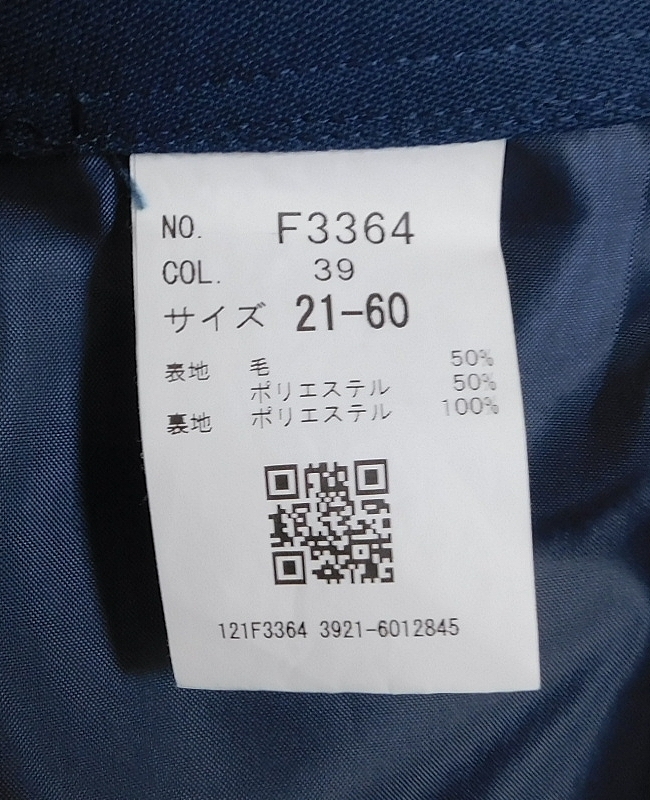 NO. F3364
COL. 39
サイズ 21-60
表地 毛 50%
ポリエステル 50%
裏地 ポリエステル 100%
121F3364 3921-6012845